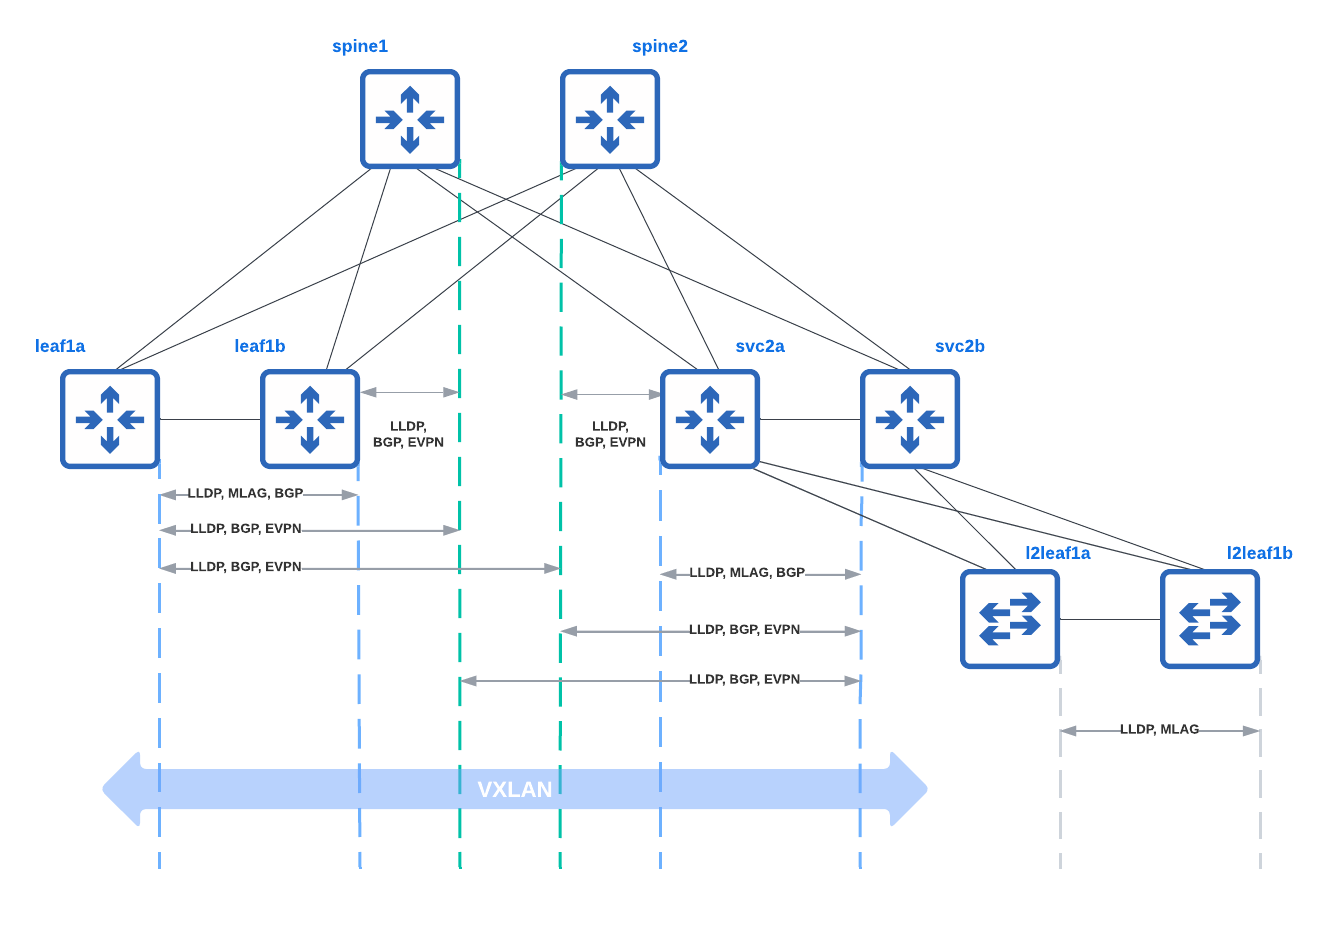 spine1
spine2
leaf1a
leaf1b
svc2a
svc2b
LLDP,
BGP, EVPN
LLDP,
BGP, EVPN
LLDP, MLAG, BGP
LLDP, BGP, EVPN
LLDP, BGP, EVPN
l2leaf1a
l2leaf1b
LLDP, MLAG, BGP
LLDP, BGP, EVPN
LLDP, BGP, EVPN
LLDP, MLAG
VXLAN